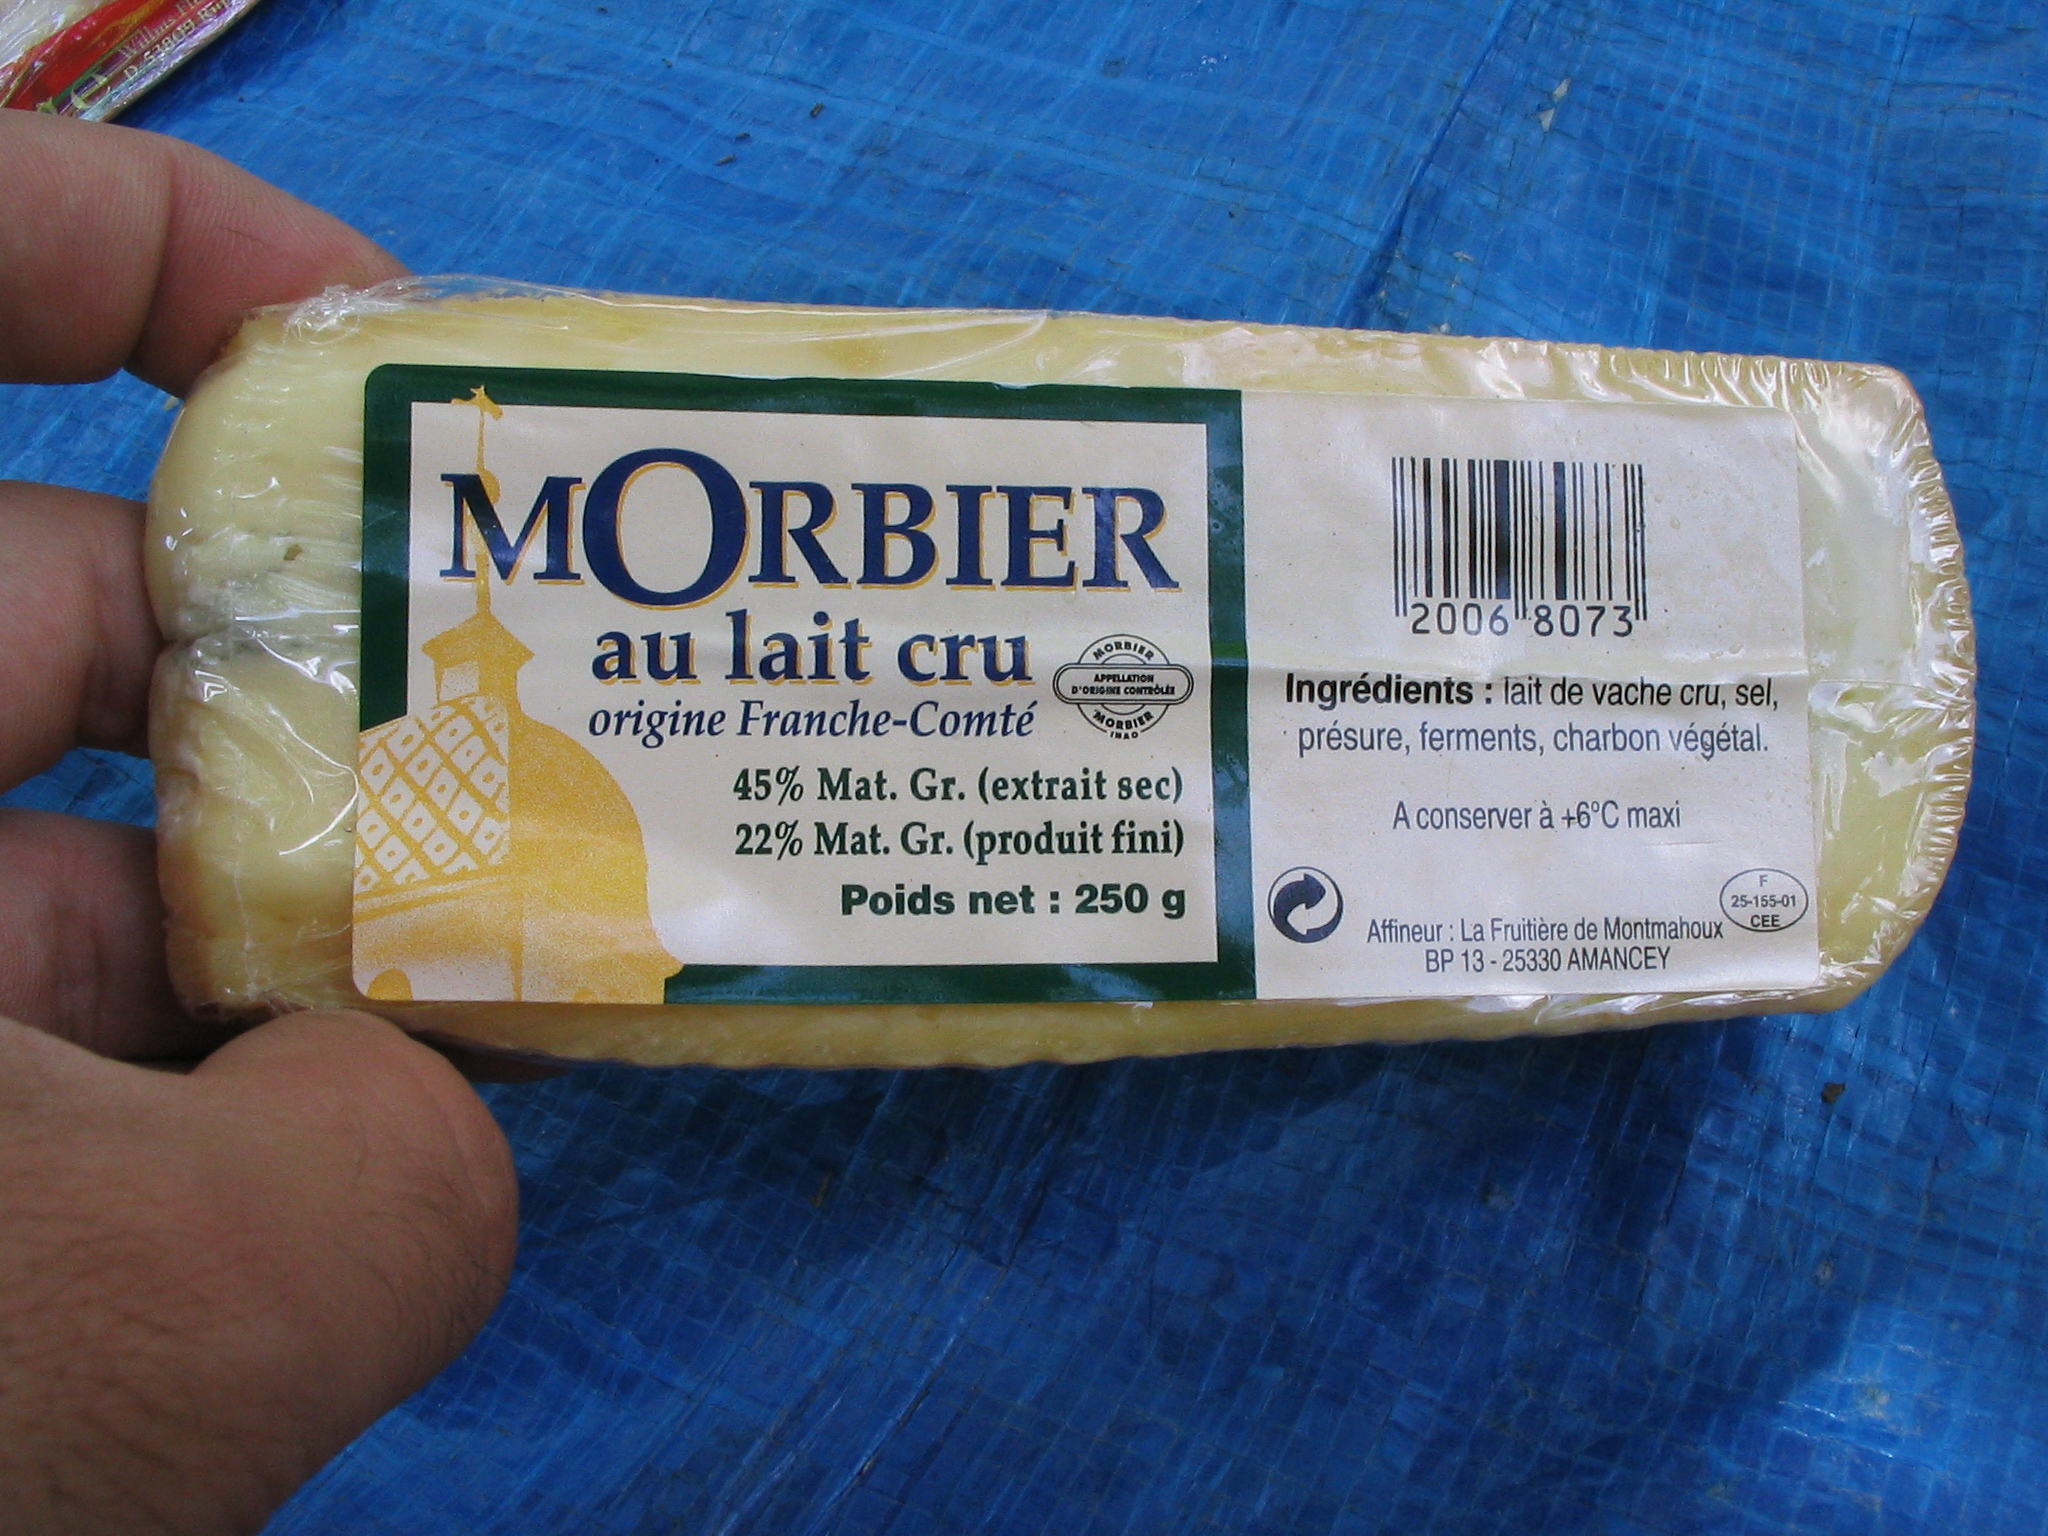 MORBIER
au lait cru
origine Franche-Comté
MORBIER
APPELLATION
D'ORIGINE CONTRÔLÉE
MORBIER
INAO
45% Mat. Gr. (extrait sec)
22% Mat. Gr. (produit fini)
Poids net : 250 g
2006 8073
Ingrédients : lait de vache cru, sel,
présure, ferments, charbon végétal.
A conserver à +6°C maxi
F
25-155-01
CEE
Affineur : La Fruitière de Montmahoux
BP 13 - 25330 AMANCEY